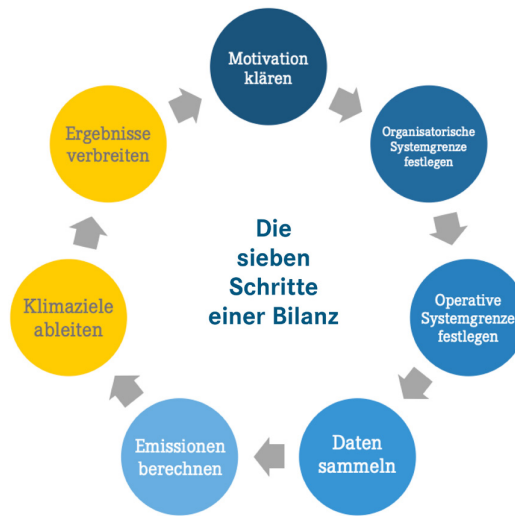 Motivation
klären
Organisatorische
Systemgrenze
festlegen
Operative
Systemgrenze
festlegen
Daten
sammeln
Emissionen
berechnen
Klimaziele
ableiten
Ergebnisse
verbreiten
Die
sieben
Schritte
einer Bilanz